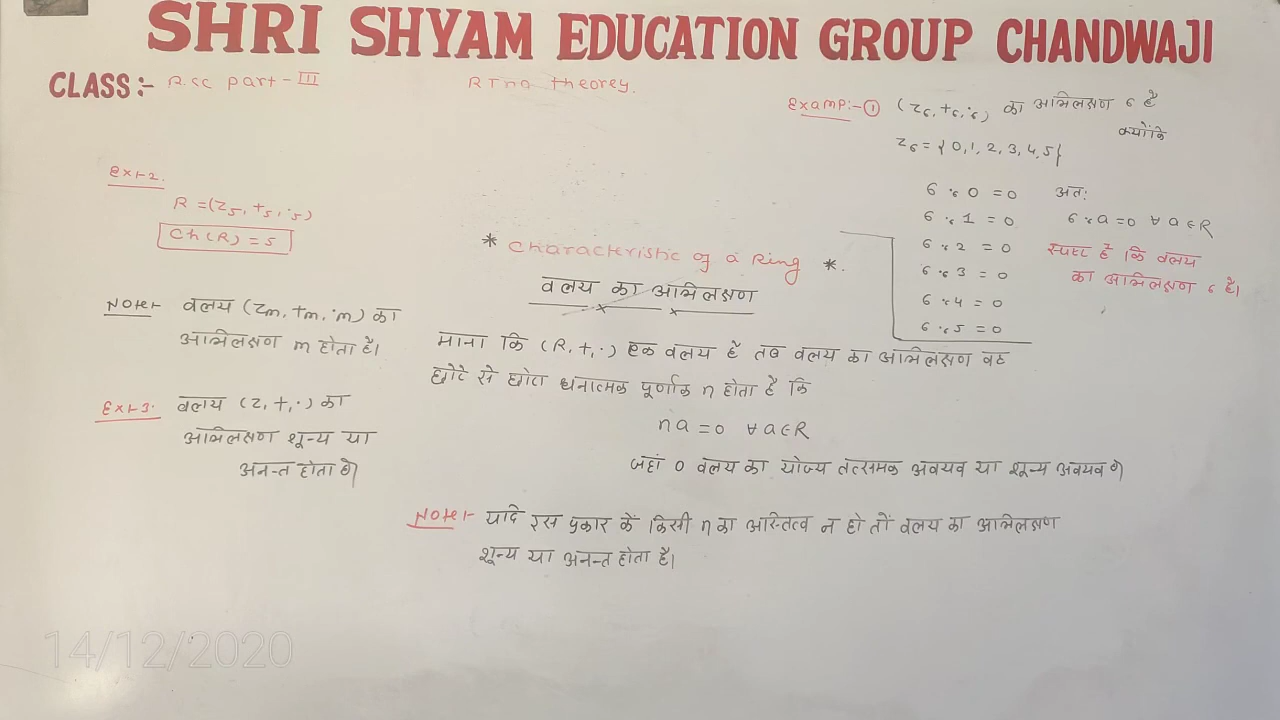 SHRI SHYAM EDUCATION GROUP CHANDWAJI
CLASS:- B.sc part-III
Ring theorey.
* Characteristic of a Ring *.
वलय का अभिलक्षण
माना कि (R,+,·) एक वलय है तब वलय का अभिलक्षण वह
छोटे से छोटा धनात्मक पूर्णांक n होता है कि
na = 0 ∀ a∈R
जहां 0 वलय का योज्य तत्समक अवयव या शून्य अवयव है।
Note:- यदि इस प्रकार के किसी n का अस्तित्व न हो तों वलय का अभिलक्षण
शून्य या अनन्त होता है।
Examp:-① (Z₆,+₆,·₆) का अभिलक्षण 6 है
क्योंकि
Z₆ = {0,1,2,3,4,5}
6 ·₆ 0 = 0
6 ·₆ 1 = 0
6 ·₆ 2 = 0
6 ·₆ 3 = 0
6 ·₆ 4 = 0
6 ·₆ 5 = 0
अत:
6 ·₆ a = 0 ∀ a∈R
स्पष्ट है कि वलय
का अभिलक्षण 6 है।
Ex:-2.
R = (Z₅,+₅,·₅)
Ch(R) = 5
Note:- वलय (Zm,+m,·m) का
अभिलक्षण m होता है।
Ex:-3. वलय (Z,+,·) का
अभिलक्षण शून्य या
अनन्त होता है।
14/12/2020